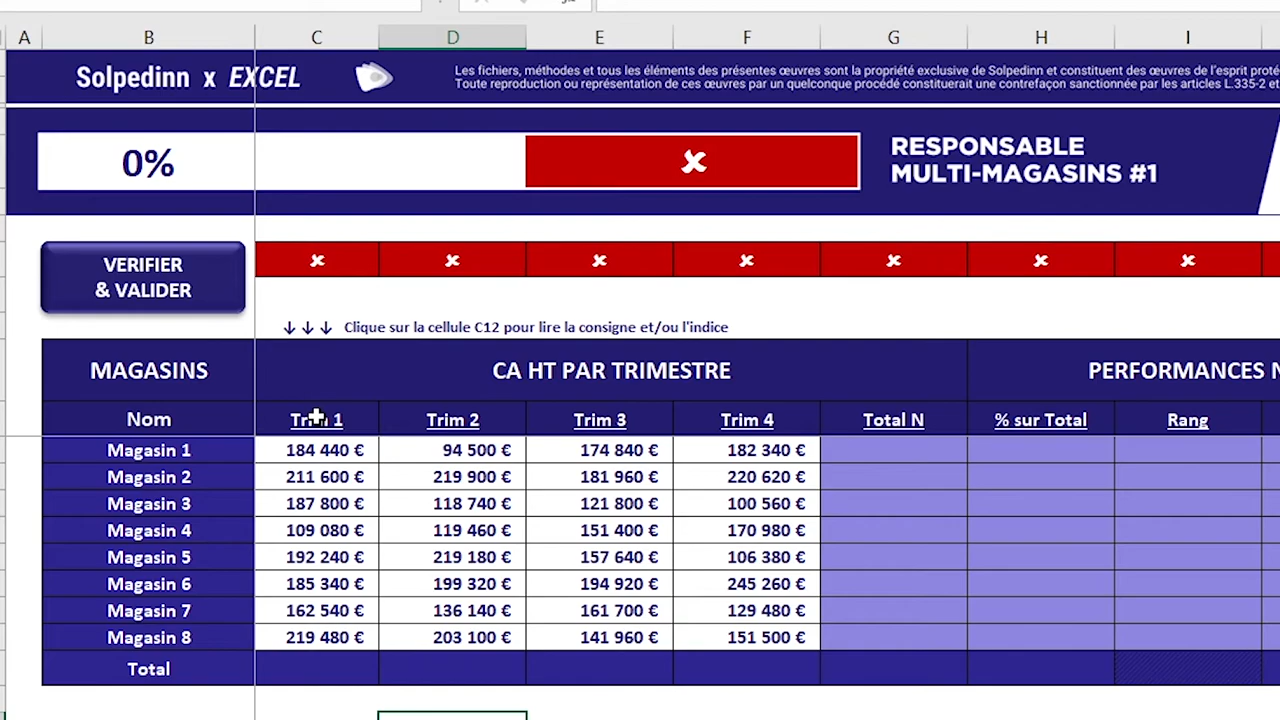 A B C D E F G H I
Solpedinn x EXCEL
Les fichiers, méthodes et tous les éléments des présentes œuvres sont la propriété exclusive de Solpedinn et constituent des œuvres de l'esprit proté
Toute reproduction ou représentation de ces œuvres par un quelconque procédé constituerait une contrefaçon sanctionnée par les articles L.335-2 et
0%
RESPONSABLE
MULTI-MAGASINS #1
VERIFIER
& VALIDER
↓ ↓ ↓ Clique sur la cellule C12 pour lire la consigne et/ou l'indice
MAGASINS CA HT PAR TRIMESTRE PERFORMANCES N
Nom Trim 1 Trim 2 Trim 3 Trim 4 Total N % sur Total Rang
Magasin 1 184 440 € 94 500 € 174 840 € 182 340 €
Magasin 2 211 600 € 219 900 € 181 960 € 220 620 €
Magasin 3 187 800 € 118 740 € 121 800 € 100 560 €
Magasin 4 109 080 € 119 460 € 151 400 € 170 980 €
Magasin 5 192 240 € 219 180 € 157 640 € 106 380 €
Magasin 6 185 340 € 199 320 € 194 920 € 245 260 €
Magasin 7 162 540 € 136 140 € 161 700 € 129 480 €
Magasin 8 219 480 € 203 100 € 141 960 € 151 500 €
Total